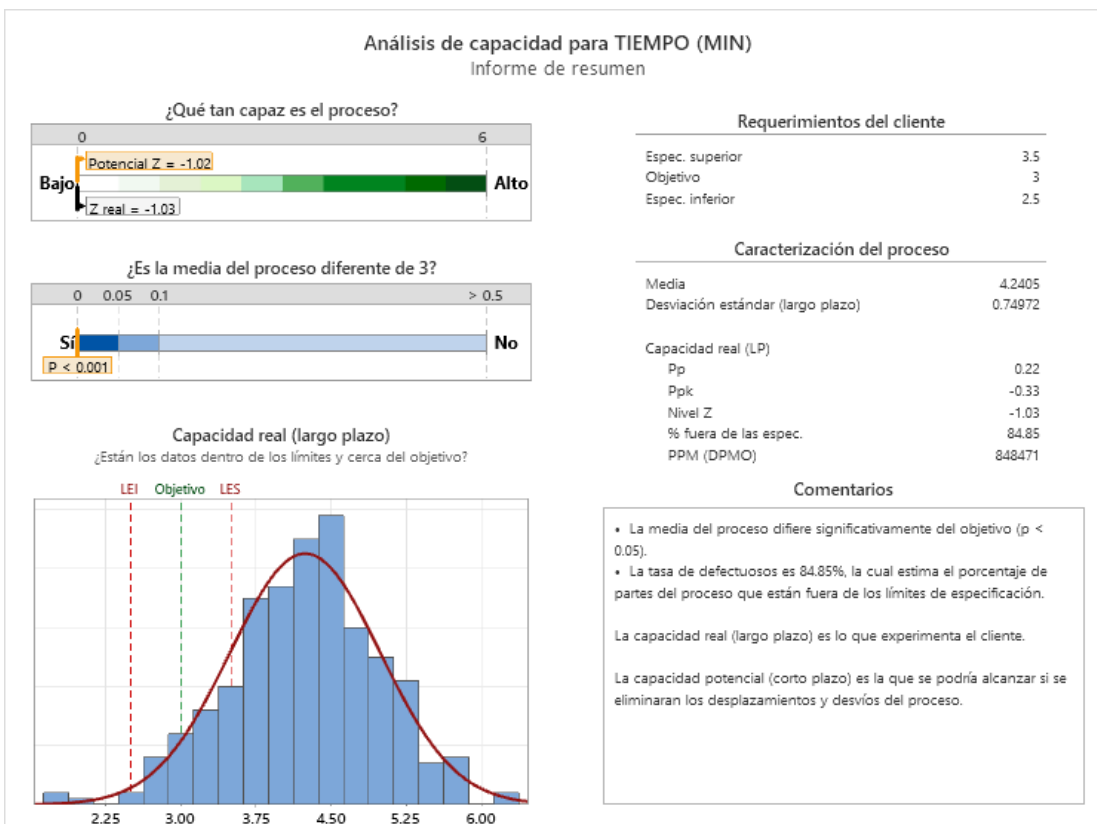 Análisis de capacidad para TIEMPO (MIN)
Informe de resumen
¿Qué tan capaz es el proceso?
0 6
Potencial Z = -1.02
Bajo Alto
Z real = -1.03
¿Es la media del proceso diferente de 3?
0 0.05 0.1 > 0.5
Sí No
P < 0.001
Capacidad real (largo plazo)
¿Están los datos dentro de los límites y cerca del objetivo?
LEI Objetivo LES
2.25 3.00 3.75 4.50 5.25 6.00
Requerimientos del cliente
Espec. superior 3.5
Objetivo 3
Espec. inferior 2.5
Caracterización del proceso
Media 4.2405
Desviación estándar (largo plazo) 0.74972
Capacidad real (LP)
Pp 0.22
Ppk -0.33
Nivel Z -1.03
% fuera de las espec. 84.85
PPM (DPMO) 848471
Comentarios
• La media del proceso difiere significativamente del objetivo (p <
0.05).
• La tasa de defectuosos es 84.85%, la cual estima el porcentaje de
partes del proceso que están fuera de los límites de especificación.
La capacidad real (largo plazo) es lo que experimenta el cliente.
La capacidad potencial (corto plazo) es la que se podría alcanzar si se
eliminaran los desplazamientos y desvíos del proceso.